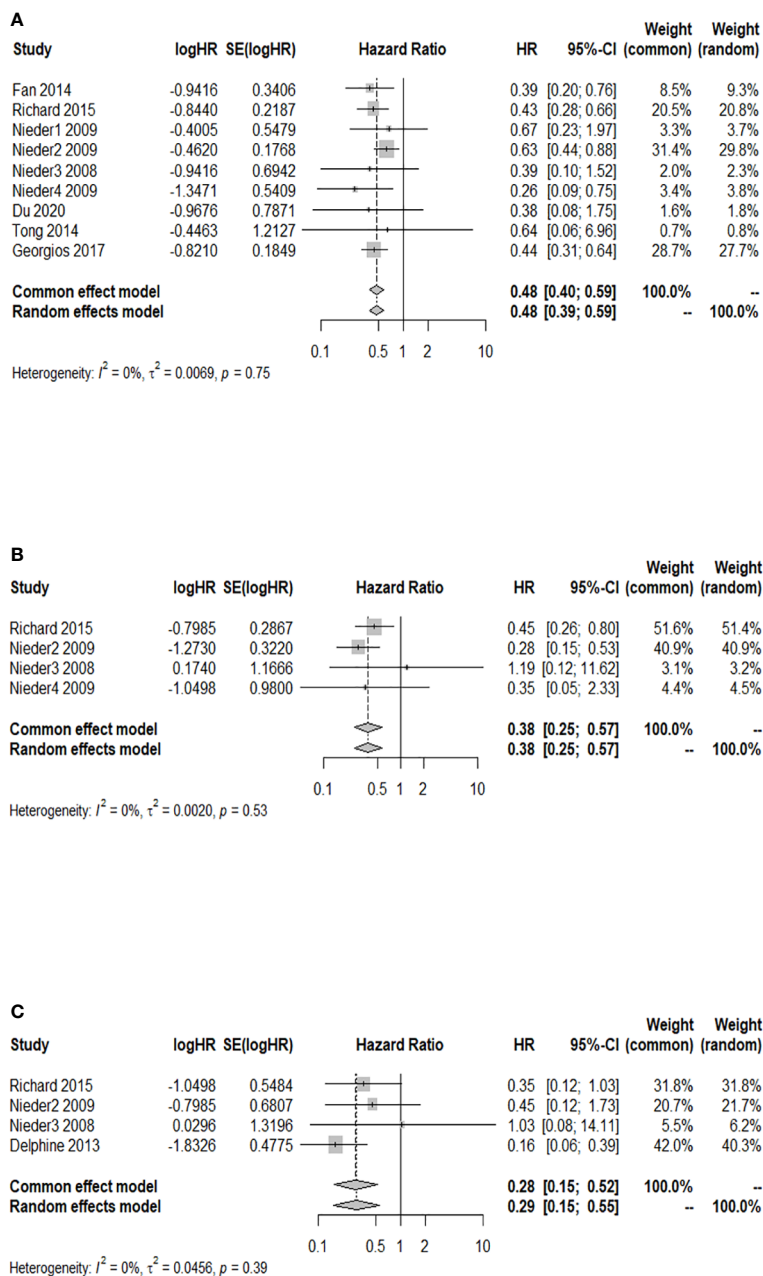 A
Weight Weight
Study logHR SE(logHR) Hazard Ratio HR 95%-CI (common) (random)
Fan 2014 -0.9416 0.3406 0.39 [0.20; 0.76] 8.5% 9.3%
Richard 2015 -0.8440 0.2187 0.43 [0.28; 0.66] 20.5% 20.8%
Nieder1 2009 -0.4005 0.5479 0.67 [0.23; 1.97] 3.3% 3.7%
Nieder2 2009 -0.4620 0.1768 0.63 [0.44; 0.88] 31.4% 29.8%
Nieder3 2008 -0.9416 0.6942 0.39 [0.10; 1.52] 2.0% 2.3%
Nieder4 2009 -1.3471 0.5409 0.26 [0.09; 0.75] 3.4% 3.8%
Du 2020 -0.9676 0.7871 0.38 [0.08; 1.75] 1.6% 1.8%
Tong 2014 -0.4463 1.2127 0.64 [0.06; 6.96] 0.7% 0.8%
Georgios 2017 -0.8210 0.1849 0.44 [0.31; 0.64] 28.7% 27.7%
Common effect model 0.48 [0.40; 0.59] 100.0% --
Random effects model 0.48 [0.39; 0.59] -- 100.0%
0.1 0.5 1 2 10
Heterogeneity: I² = 0%, τ² = 0.0069, p = 0.75
B
Weight Weight
Study logHR SE(logHR) Hazard Ratio HR 95%-CI (common) (random)
Richard 2015 -0.7985 0.2867 0.45 [0.26; 0.80] 51.6% 51.4%
Nieder2 2009 -1.2730 0.3220 0.28 [0.15; 0.53] 40.9% 40.9%
Nieder3 2008 0.1740 1.1666 1.19 [0.12; 11.62] 3.1% 3.2%
Nieder4 2009 -1.0498 0.9800 0.35 [0.05; 2.33] 4.4% 4.5%
Common effect model 0.38 [0.25; 0.57] 100.0% --
Random effects model 0.38 [0.25; 0.57] -- 100.0%
0.1 0.5 1 2 10
Heterogeneity: I² = 0%, τ² = 0.0020, p = 0.53
C
Weight Weight
Study logHR SE(logHR) Hazard Ratio HR 95%-CI (common) (random)
Richard 2015 -1.0498 0.5484 0.35 [0.12; 1.03] 31.8% 31.8%
Nieder2 2009 -0.7985 0.6807 0.45 [0.12; 1.73] 20.7% 21.7%
Nieder3 2008 0.0296 1.3196 1.03 [0.08; 14.11] 5.5% 6.2%
Delphine 2013 -1.8326 0.4775 0.16 [0.06; 0.39] 42.0% 40.3%
Common effect model 0.28 [0.15; 0.52] 100.0% --
Random effects model 0.29 [0.15; 0.55] -- 100.0%
0.1 0.5 1 2 10
Heterogeneity: I² = 0%, τ² = 0.0456, p = 0.39